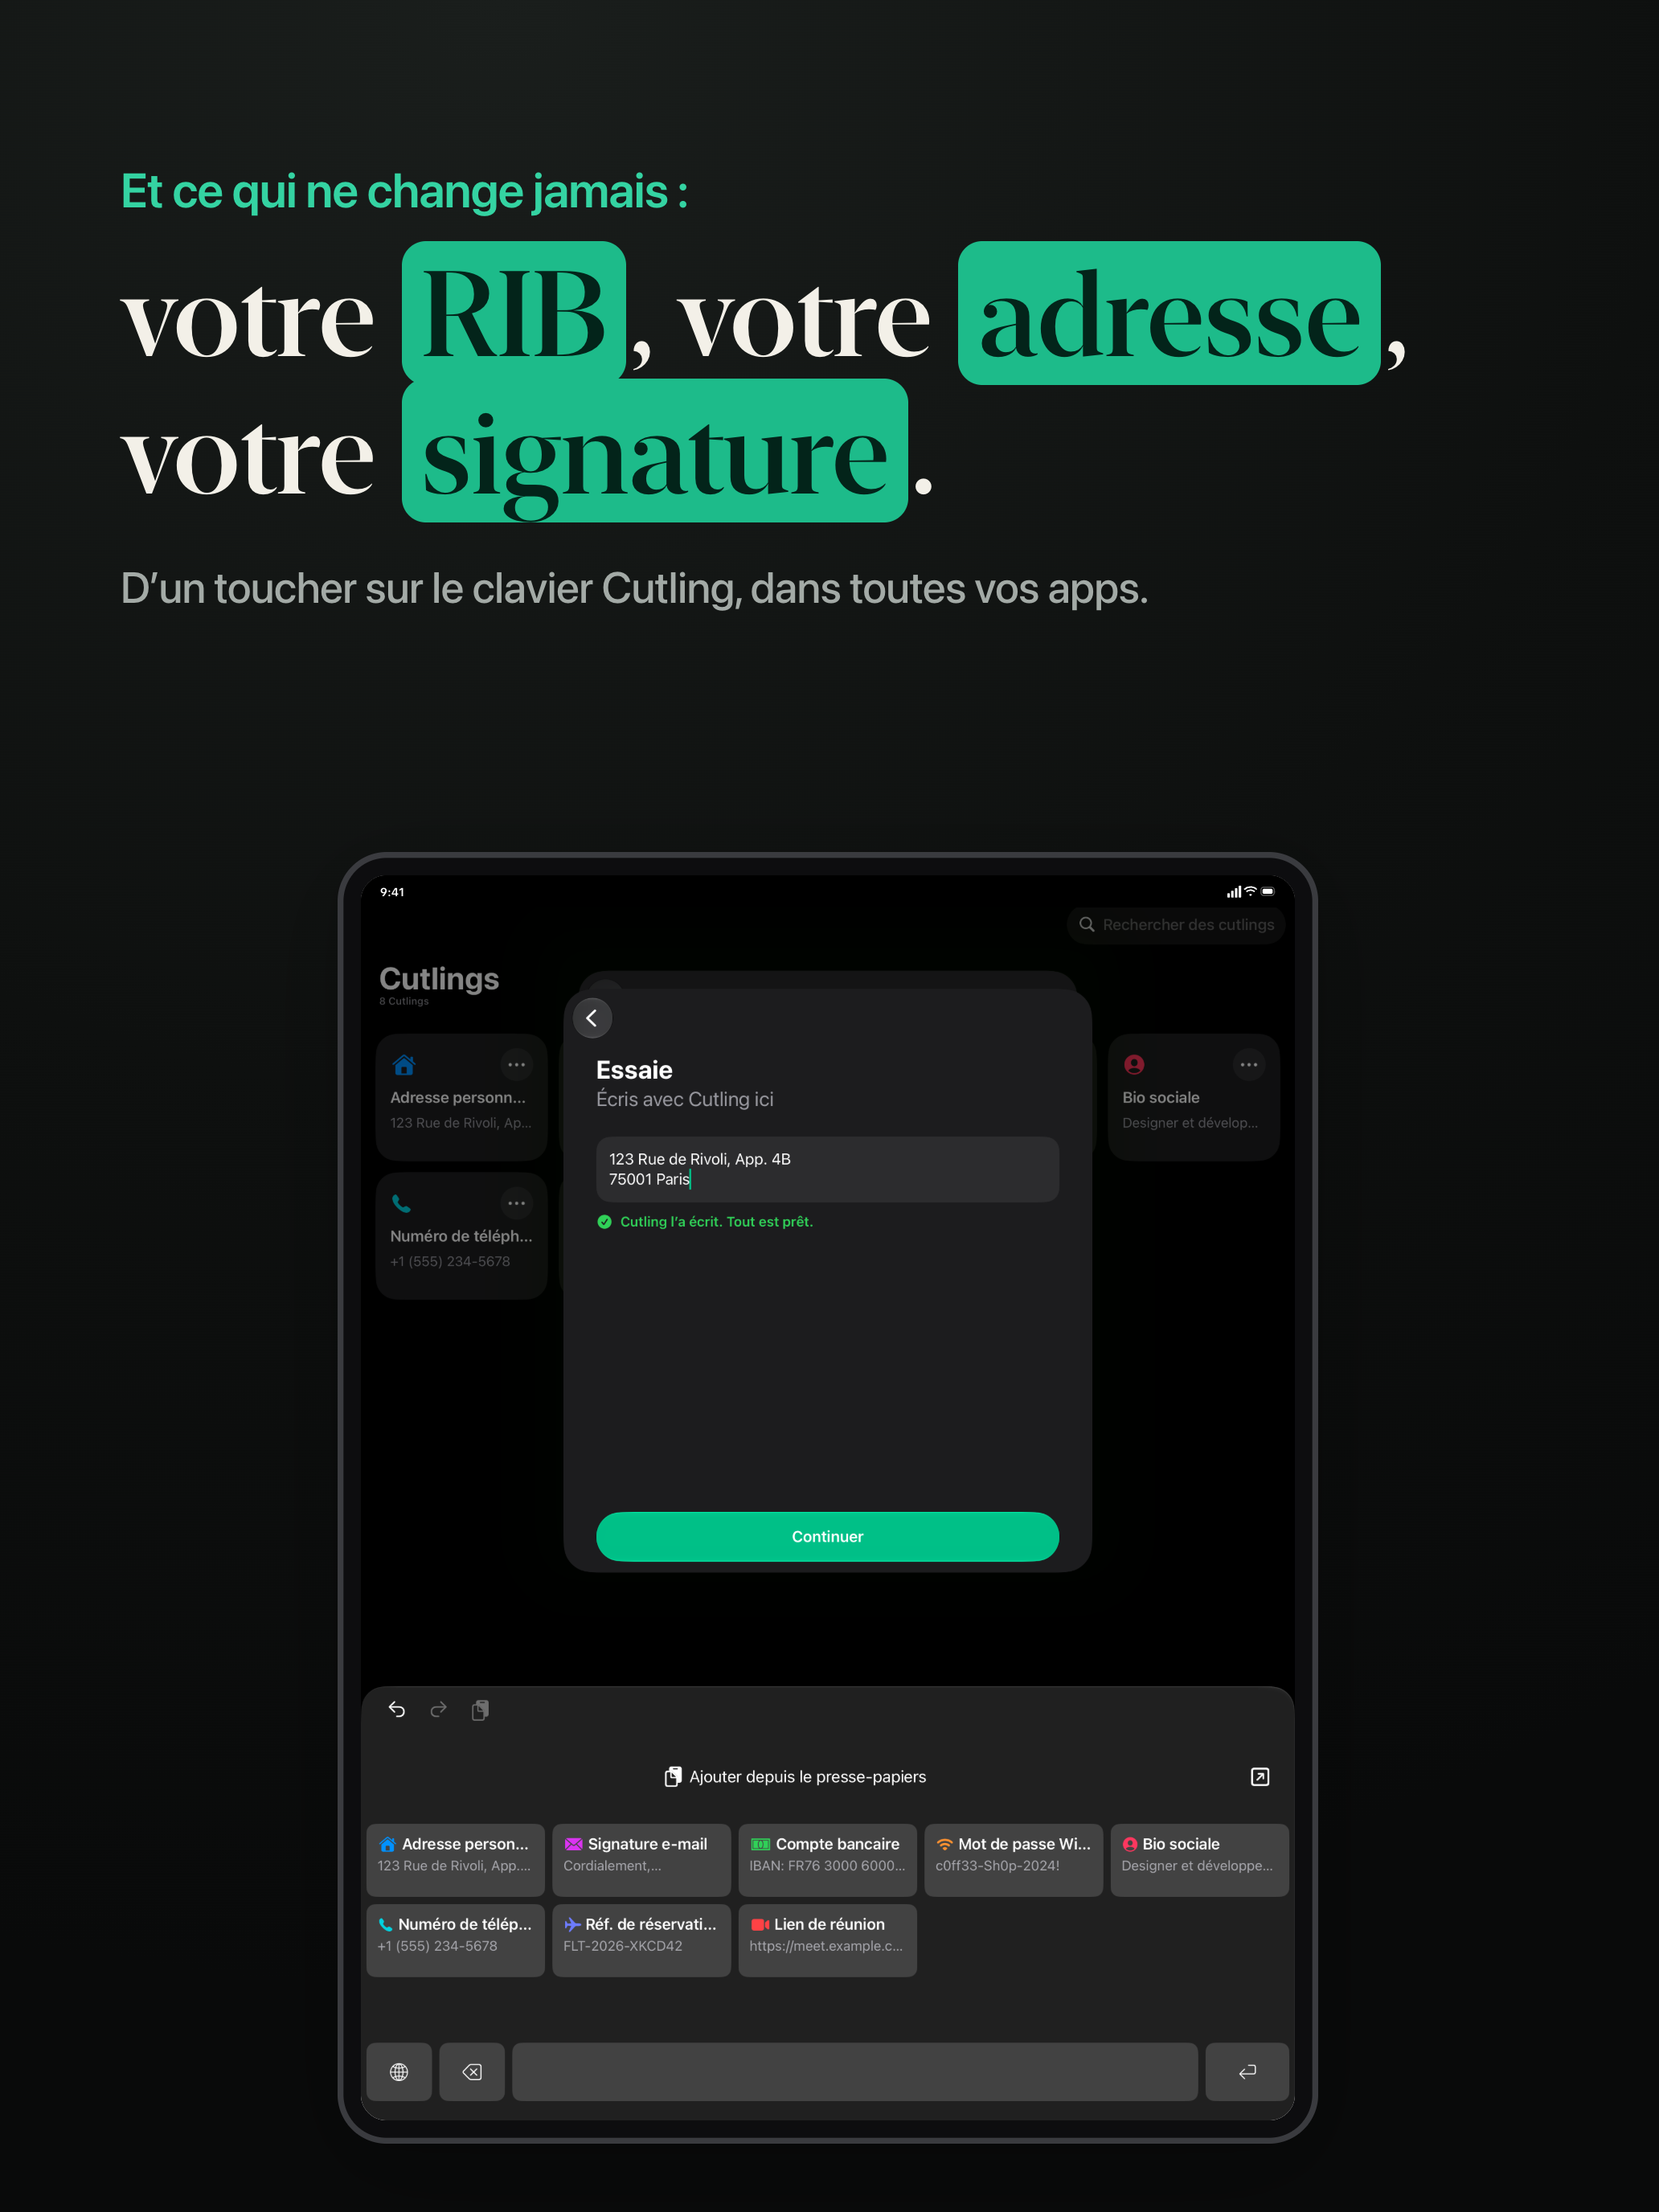 Et ce qui ne change jamais :
votre RIB, votre adresse,
votre signature.
D’un toucher sur le clavier Cutling, dans toutes vos apps.
9:41
Rechercher des cutlings
Cutlings
8 Cutlings
Adresse personn...
123 Rue de Rivoli, Ap...
Numéro de téléph...
+1 (555) 234-5678
Bio sociale
Designer et dévelop...
Essaie
Écris avec Cutling ici
123 Rue de Rivoli, App. 4B
75001 Paris
Cutling l’a écrit. Tout est prêt.
Continuer
Ajouter depuis le presse-papiers
Adresse person...
123 Rue de Rivoli, App....
Signature e-mail
Cordialement,...
Compte bancaire
IBAN: FR76 3000 6000...
Mot de passe Wi...
c0ff33-Sh0p-2024!
Bio sociale
Designer et développe...
Numéro de télép...
+1 (555) 234-5678
Réf. de réservati...
FLT-2026-XKCD42
Lien de réunion
https://meet.example.c...